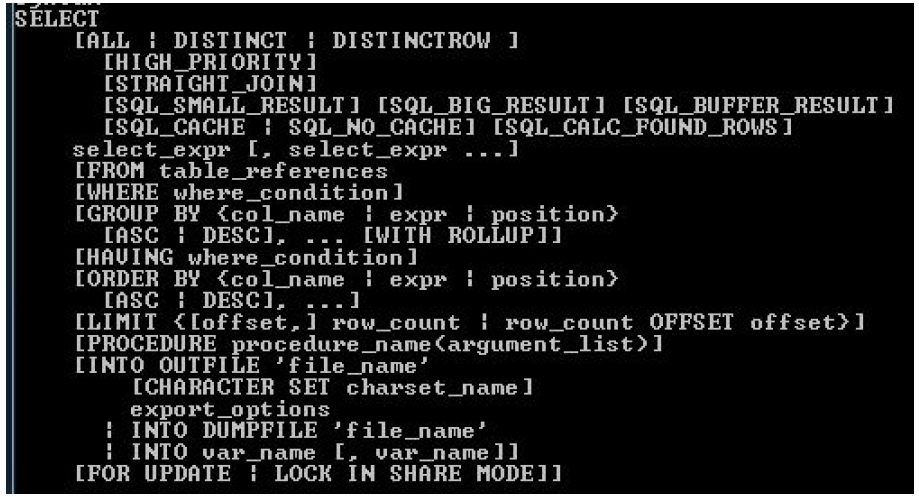 SELECT
[ALL | DISTINCT | DISTINCTROW ]
[HIGH_PRIORITY]
[STRAIGHT_JOIN]
[SQL_SMALL_RESULT] [SQL_BIG_RESULT] [SQL_BUFFER_RESULT]
[SQL_CACHE | SQL_NO_CACHE] [SQL_CALC_FOUND_ROWS]
select_expr [, select_expr ...]
[FROM table_references
[WHERE where_condition]
[GROUP BY {col_name | expr | position}
[ASC | DESC], ... [WITH ROLLUP]]
[HAVING where_condition]
[ORDER BY {col_name | expr | position}
[ASC | DESC], ...]
[LIMIT {[offset,] row_count | row_count OFFSET offset}]
[PROCEDURE procedure_name(argument_list)]
[INTO OUTFILE 'file_name'
[CHARACTER SET charset_name]
export_options
| INTO DUMPFILE 'file_name'
| INTO var_name [, var_name]]
[FOR UPDATE | LOCK IN SHARE MODE]]